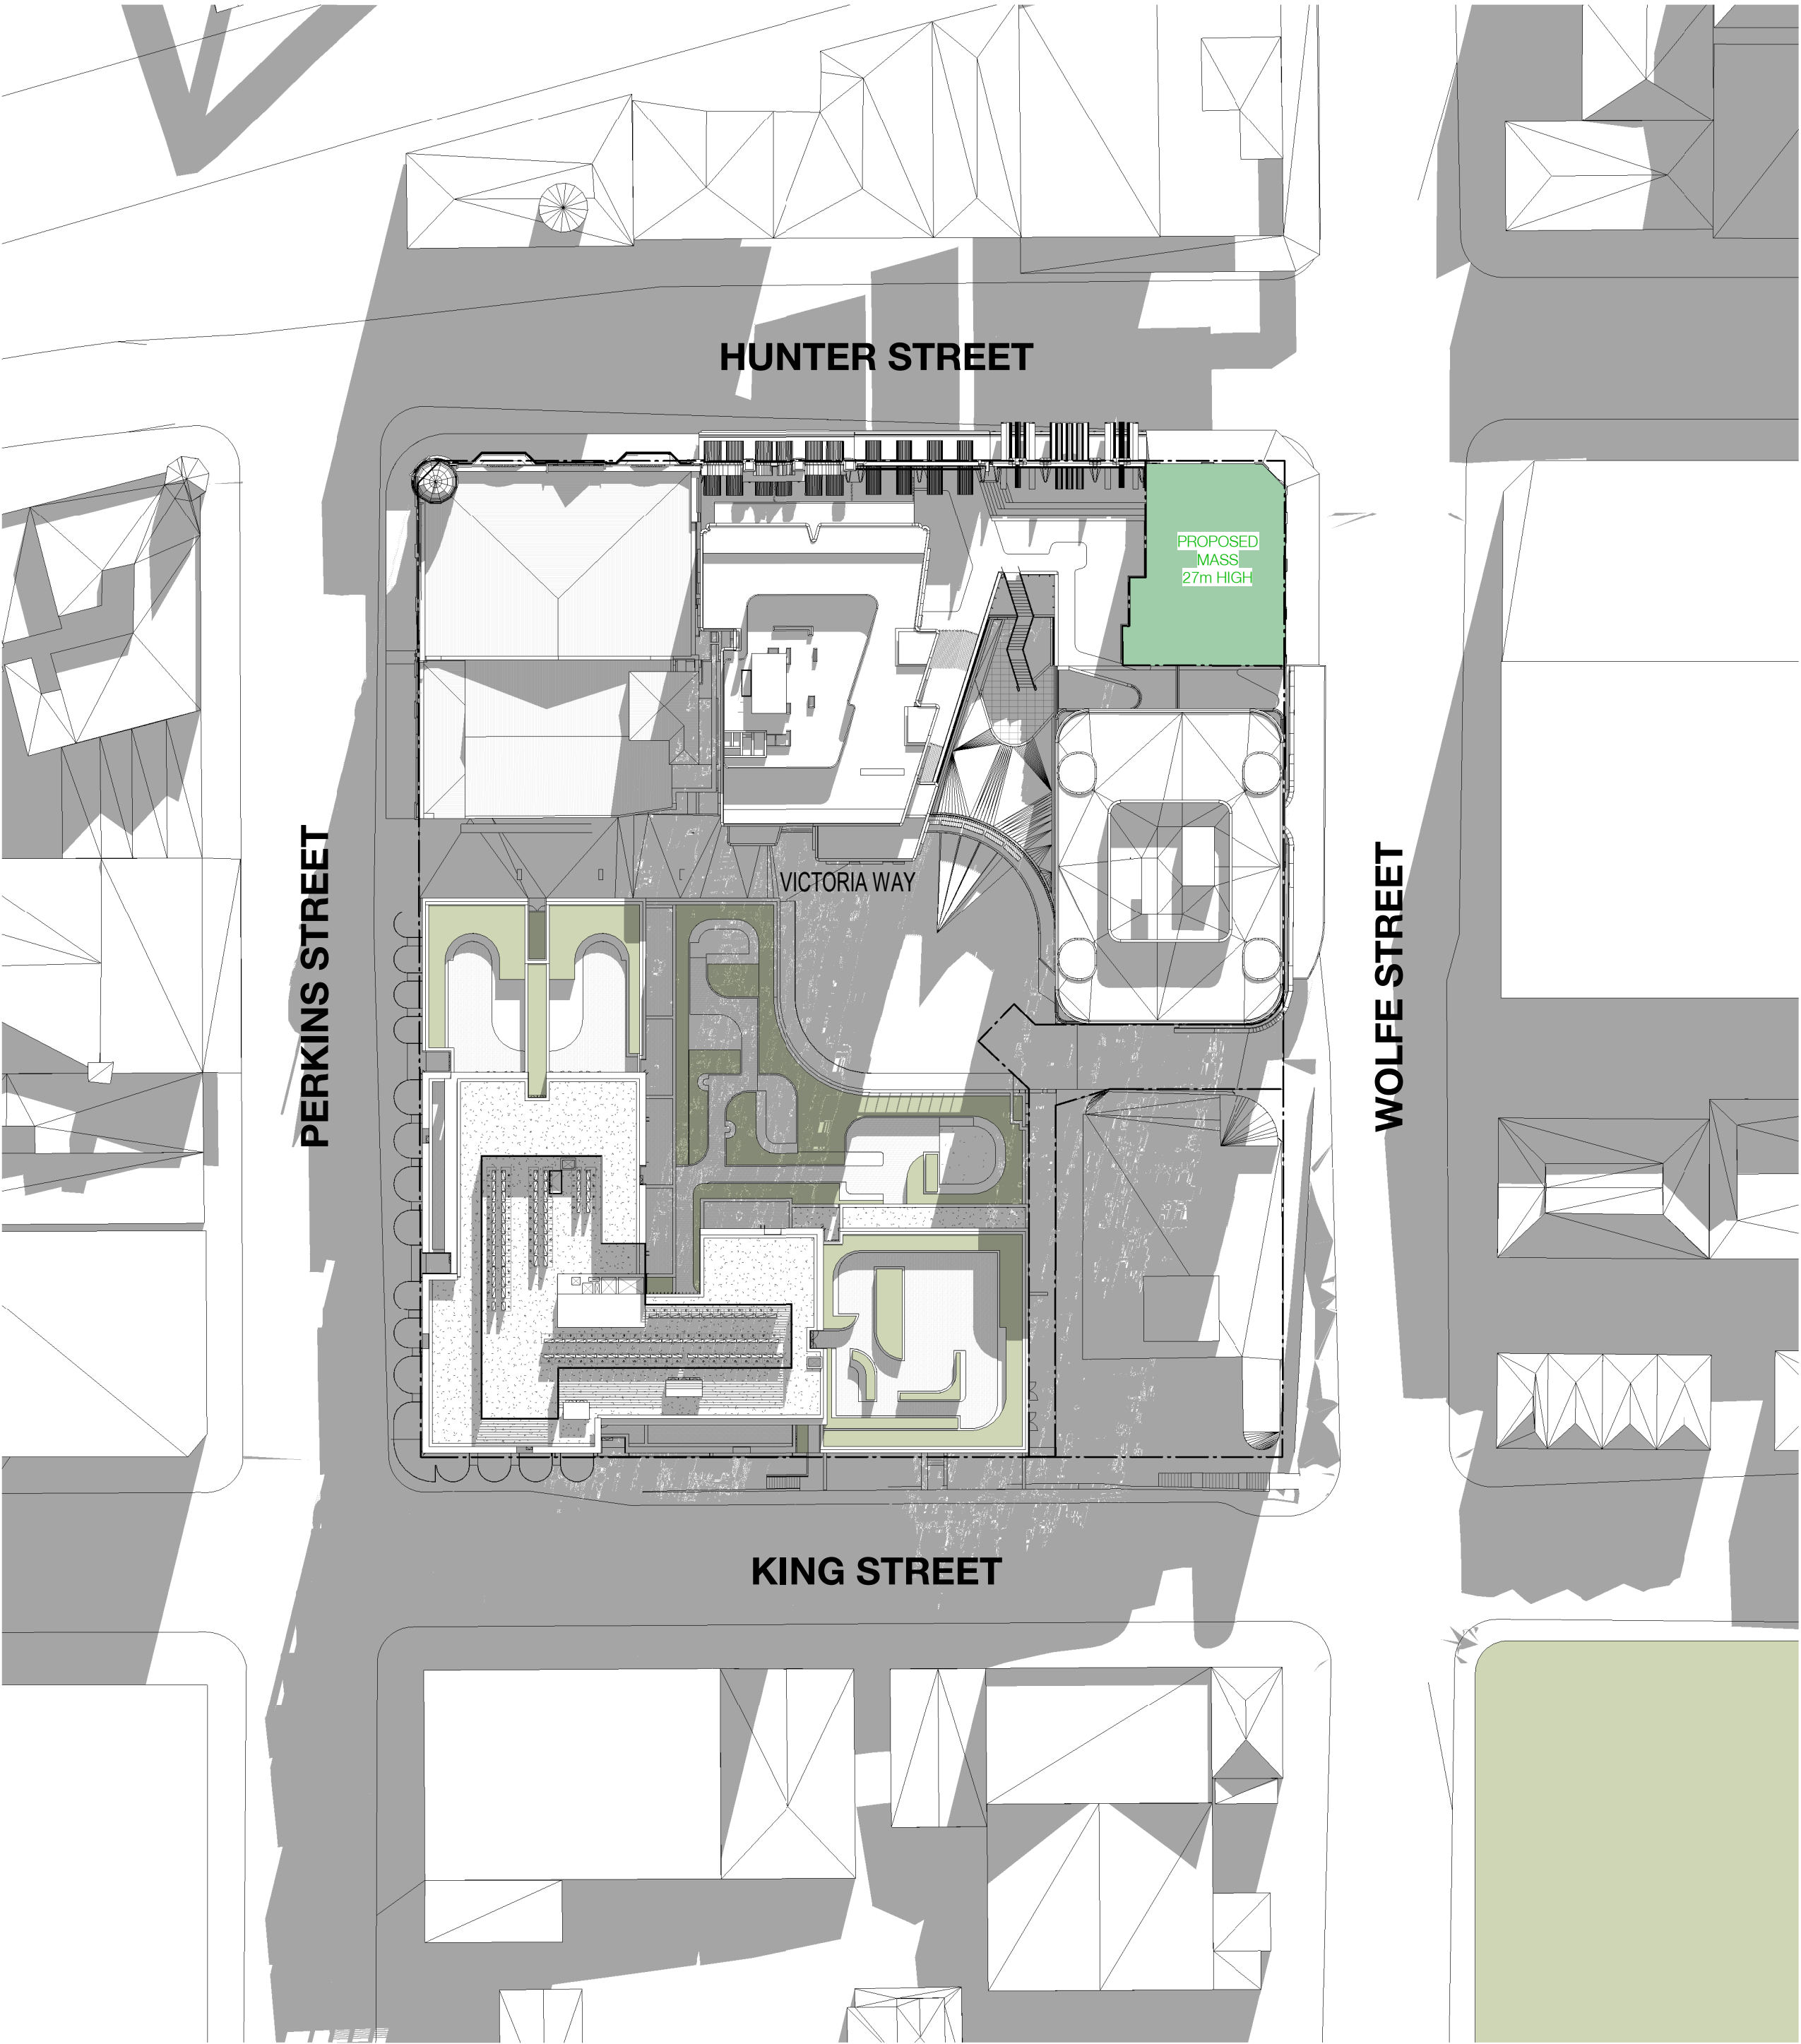 HUNTER STREET
PROPOSED
MASS
27m HIGH
VICTORIA WAY
PERKINS STREET
WOLFE STREET
KING STREET